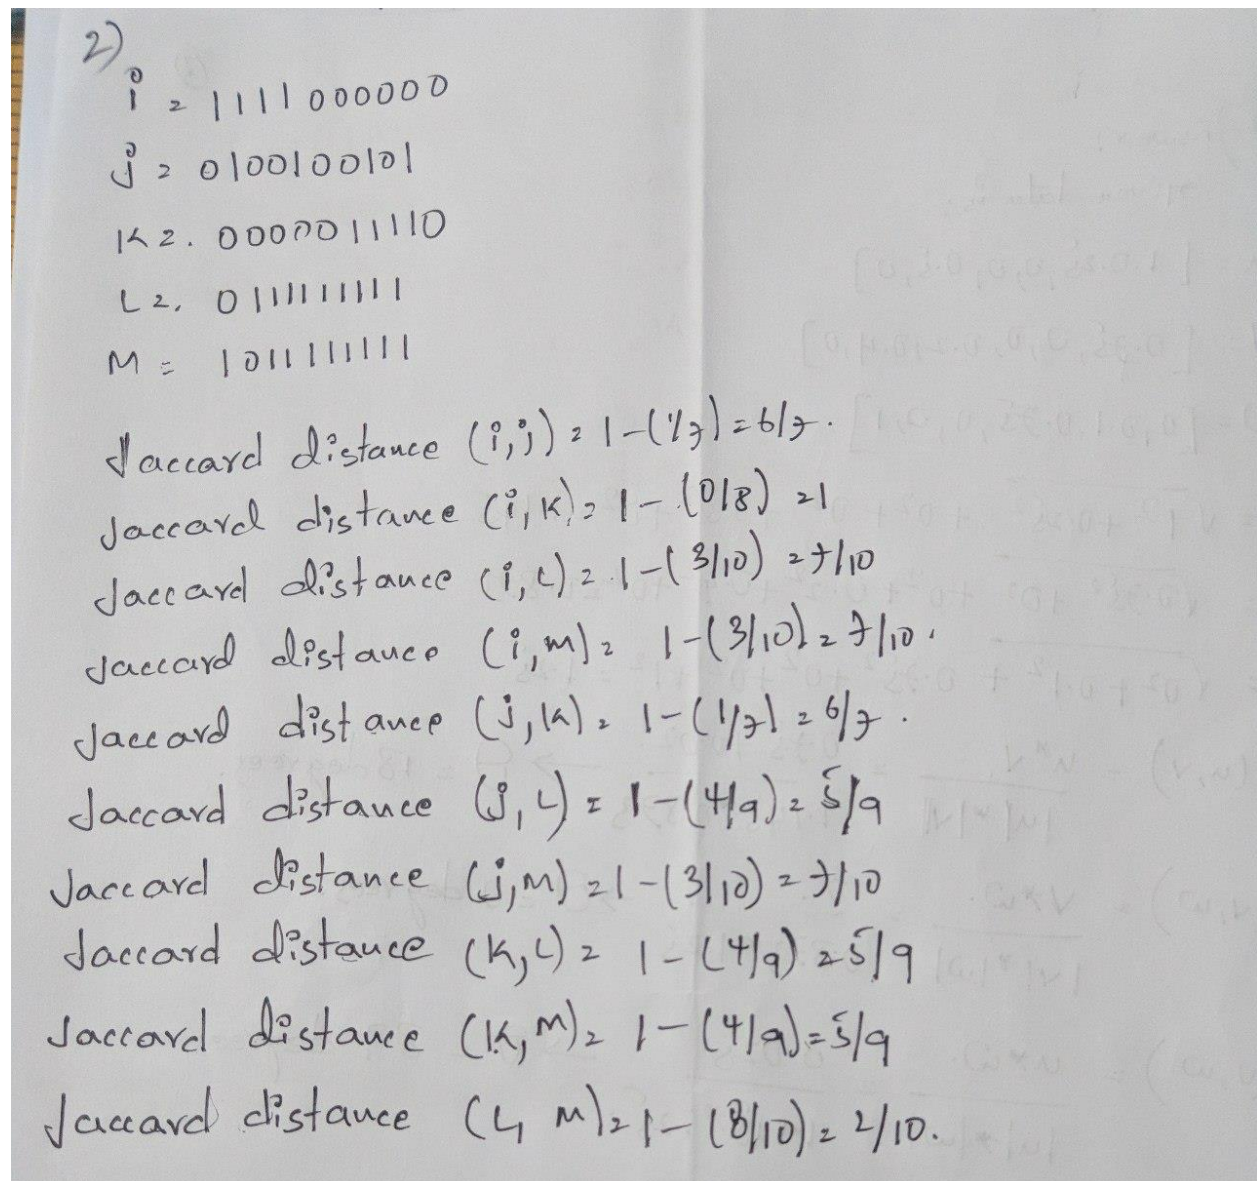 2)
i = 1111000000
j = 0100100101
K = . 0000011110
L = . 0111111111
M = 1011111111
Jaccard distance (i,j) = 1-(1/7) = 6/7.
Jaccard distance (i,K) = 1-(0/8) = 1
Jaccard distance (i,L) = 1-(3/10) = 7/10
Jaccard distance (i,m) = 1-(3/10) = 7/10.
Jaccard distance (j,K) = 1-(1/7) = 6/7.
Jaccard distance (j,L) = 1-(4/9) = 5/9
Jaccard distance (j,M) = 1-(3/10) = 7/10
Jaccard distance (K,L) = 1-(4/9) = 5/9
Jaccard distance (K,M) = 1-(4/9) = 5/9
Jaccard distance (L, M) = 1-(8/10) = 2/10.